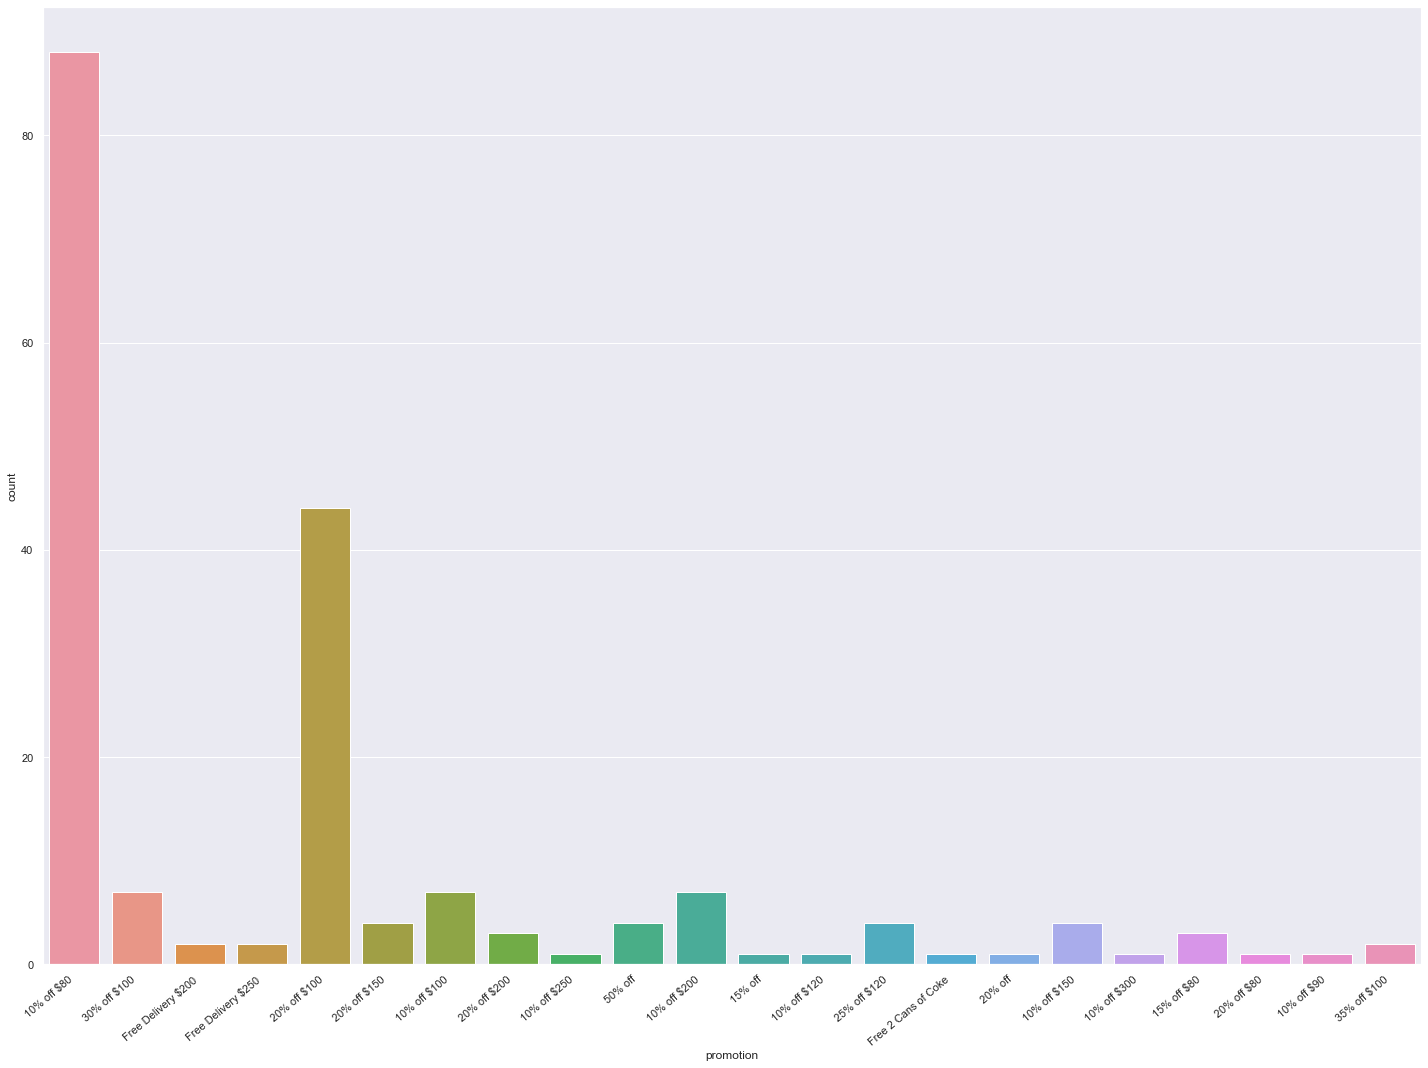 80
60
40
20
0
count
10% off $80
30% off $100
Free Delivery $200
Free Delivery $250
20% off $100
20% off $150
10% off $100
20% off $200
10% off $250
50% off
10% off $200
15% off
10% off $120
25% off $120
Free 2 Cans of Coke
20% off
10% off $150
10% off $300
15% off $80
20% off $80
10% off $90
35% off $100
promotion